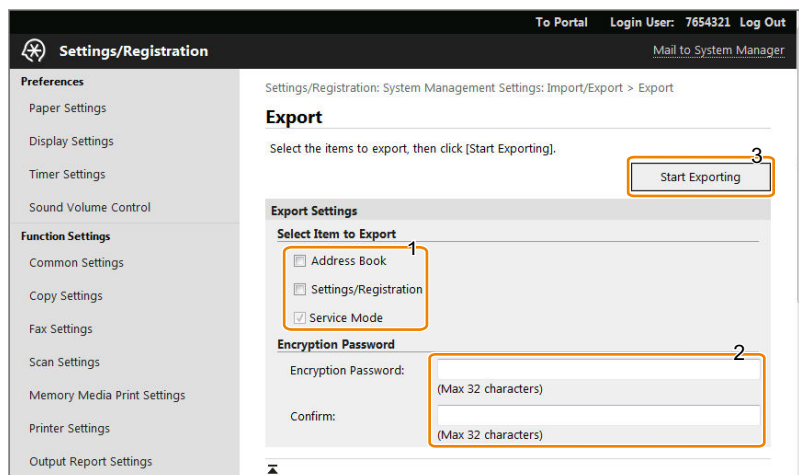 To Portal Login User: 7654321 Log Out
Settings/Registration
Mail to System Manager
Preferences
Paper Settings
Display Settings
Timer Settings
Sound Volume Control
Function Settings
Common Settings
Copy Settings
Fax Settings
Scan Settings
Memory Media Print Settings
Printer Settings
Output Report Settings
Settings/Registration: System Management Settings: Import/Export > Export
Export
Select the items to export, then click [Start Exporting].
3
Start Exporting
Export Settings
Select Item to Export
1
Address Book
Settings/Registration
Service Mode
Encryption Password
2
Encryption Password:
(Max 32 characters)
Confirm:
(Max 32 characters)